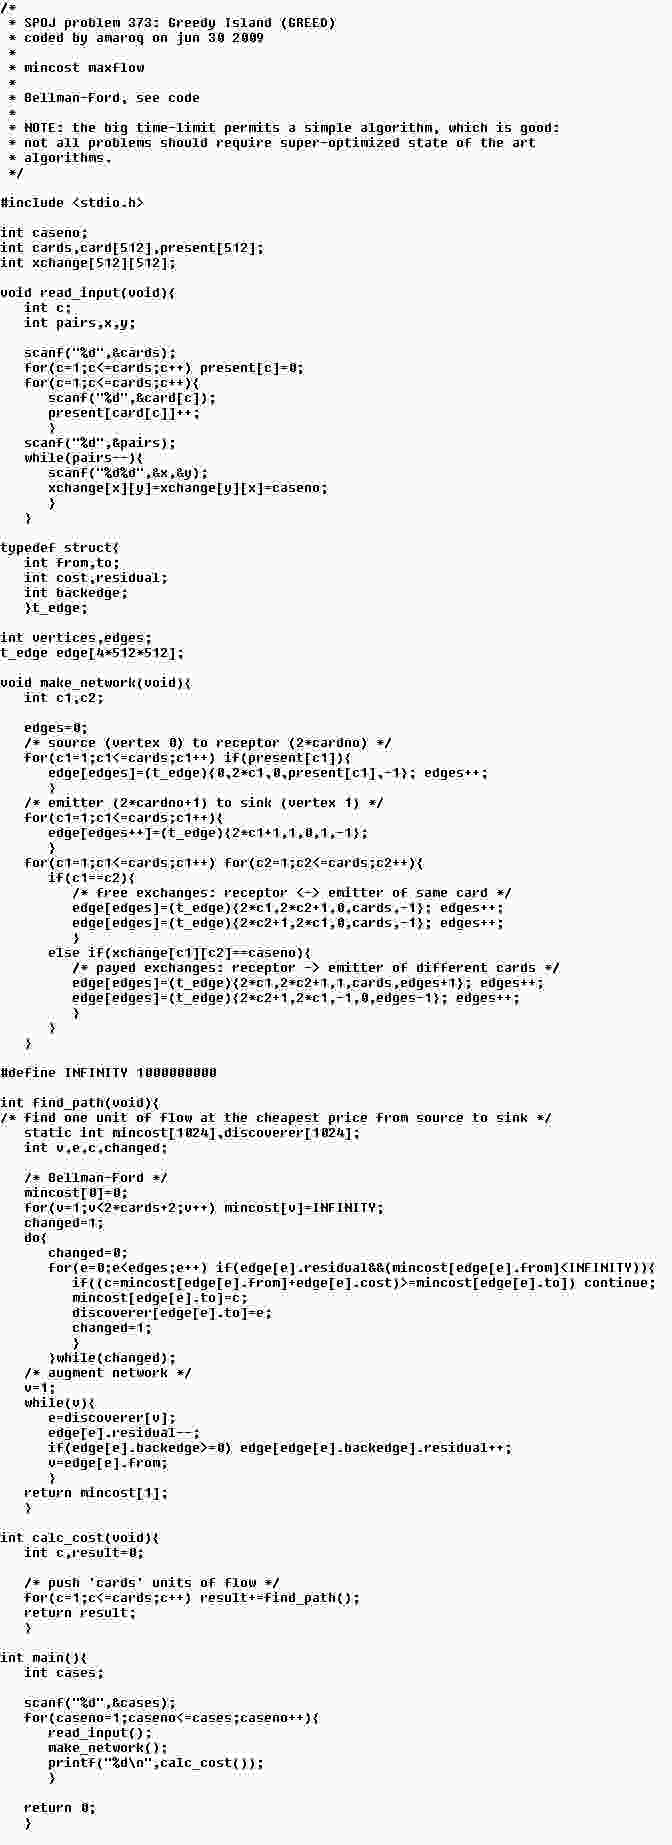 /*
 * SPOJ problem 373: Greedy Island (GREED)
 * coded by amaroq on jun 30 2009
 *
 * mincost maxflow
 *
 * Bellman-Ford, see code
 *
 * NOTE: the big time-limit permits a simple algorithm, which is good:
 * not all problems should require super-optimized state of the art
 * algorithms.
 */

#include <stdio.h>

int caseno;
int cards,card[512],present[512];
int xchange[512][512];

void read_input(void){
   int c;
   int pairs,x,y;

   scanf("%d",&cards);
   for(c=1;c<=cards;c++) present[c]=0;
   for(c=1;c<=cards;c++){
      scanf("%d",&card[c]);
      present[card[c]]++;
      }
   scanf("%d",&pairs);
   while(pairs--){
      scanf("%d%d",&x,&y);
      xchange[x][y]=xchange[y][x]=caseno;
      }
   }

typedef struct{
   int from,to;
   int cost,residual;
   int backedge;
   }t_edge;

int vertices,edges;
t_edge edge[4*512*512];

void make_network(void){
   int c1,c2;

   edges=0;
   /* source (vertex 0) to receptor (2*cardno) */
   for(c1=1;c1<=cards;c1++) if(present[c1]){
      edge[edges]=(t_edge){0,2*c1,0,present[c1],-1}; edges++;
      }
   /* emitter (2*cardno+1) to sink (vertex 1) */
   for(c1=1;c1<=cards;c1++){
      edge[edges++]=(t_edge){2*c1+1,1,0,1,-1};
      }
   for(c1=1;c1<=cards;c1++) for(c2=1;c2<=cards;c2++){
      if(c1==c2){
         /* free exchanges: receptor <-> emitter of same card */
         edge[edges]=(t_edge){2*c1,2*c2+1,0,cards,-1}; edges++;
         edge[edges]=(t_edge){2*c2+1,2*c1,0,cards,-1}; edges++;
         }
      else if(xchange[c1][c2]==caseno){
         /* payed exchanges: receptor -> emitter of different cards */
         edge[edges]=(t_edge){2*c1,2*c2+1,1,cards,edges+1}; edges++;
         edge[edges]=(t_edge){2*c2+1,2*c1,-1,0,edges-1}; edges++;
         }
      }
   }

#define INFINITY 1000000000

int find_path(void){
/* find one unit of flow at the cheapest price from source to sink */
   static int mincost[1024],discoverer[1024];
   int v,e,c,changed;

   /* Bellman-Ford */
   mincost[0]=0;
   for(v=1;v<2*cards+2;v++) mincost[v]=INFINITY;
   changed=1;
   do{
      changed=0;
      for(e=0;e<edges;e++) if(edge[e].residual&&(mincost[edge[e].from]<INFINITY)){
         if((c=mincost[edge[e].from]+edge[e].cost)>=mincost[edge[e].to]) continue;
         mincost[edge[e].to]=c;
         discoverer[edge[e].to]=e;
         changed=1;
         }
      }while(changed);
   /* augment network */
   v=1;
   while(v){
      e=discoverer[v];
      edge[e].residual--;
      if(edge[e].backedge>=0) edge[edge[e].backedge].residual++;
      v=edge[e].from;
      }
   return mincost[1];
   }

int calc_cost(void){
   int c,result=0;

   /* push 'cards' units of flow */
   for(c=1;c<=cards;c++) result+=find_path();
   return result;
   }

int main(){
   int cases;

   scanf("%d",&cases);
   for(caseno=1;caseno<=cases;caseno++){
      read_input();
      make_network();
      printf("%d\n",calc_cost());
      }

   return 0;
   }